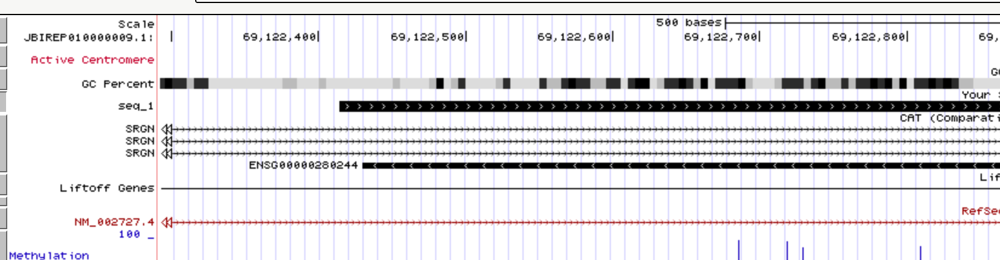 Scale 500 bases
JBIREP010000009.1: 69,122,400 69,122,500 69,122,600 69,122,700 69,122,800 69,
Active Centromere
GC Percent
seq_1 Your
CAT (Comparati
SRGN
SRGN
SRGN
ENSG00000280244
Lif
Liftoff Genes
RefSe
NM_002727.4
100 _
Methylation